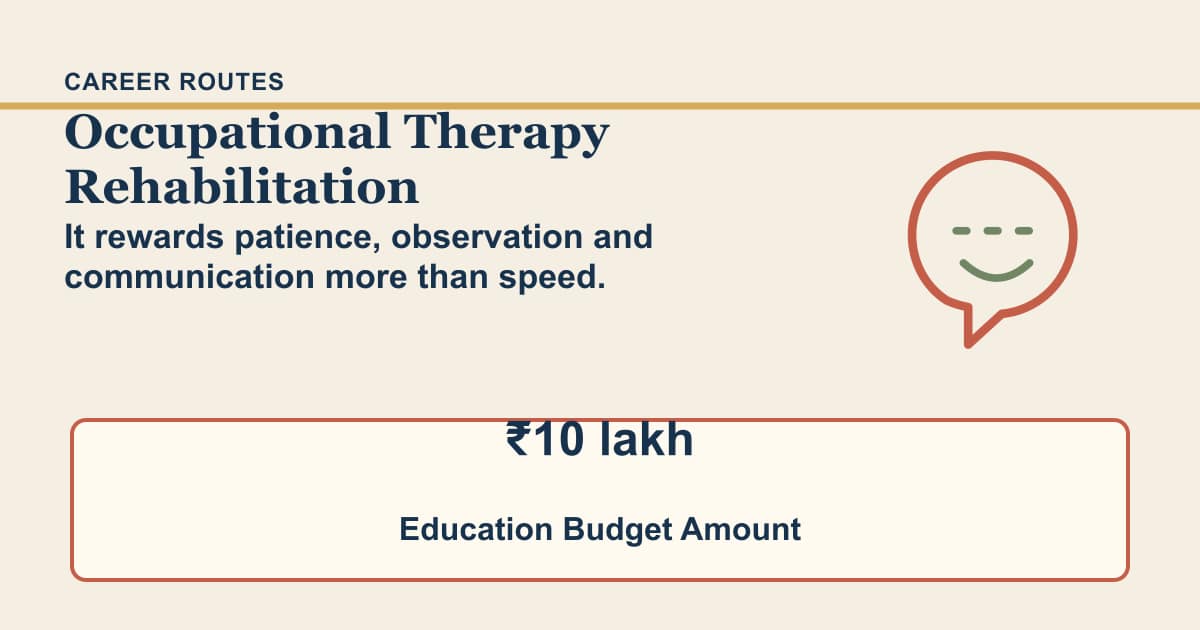 CAREER ROUTES
Occupational Therapy
Rehabilitation
It rewards patience, observation and
communication more than speed.
₹10 lakh
Education Budget Amount